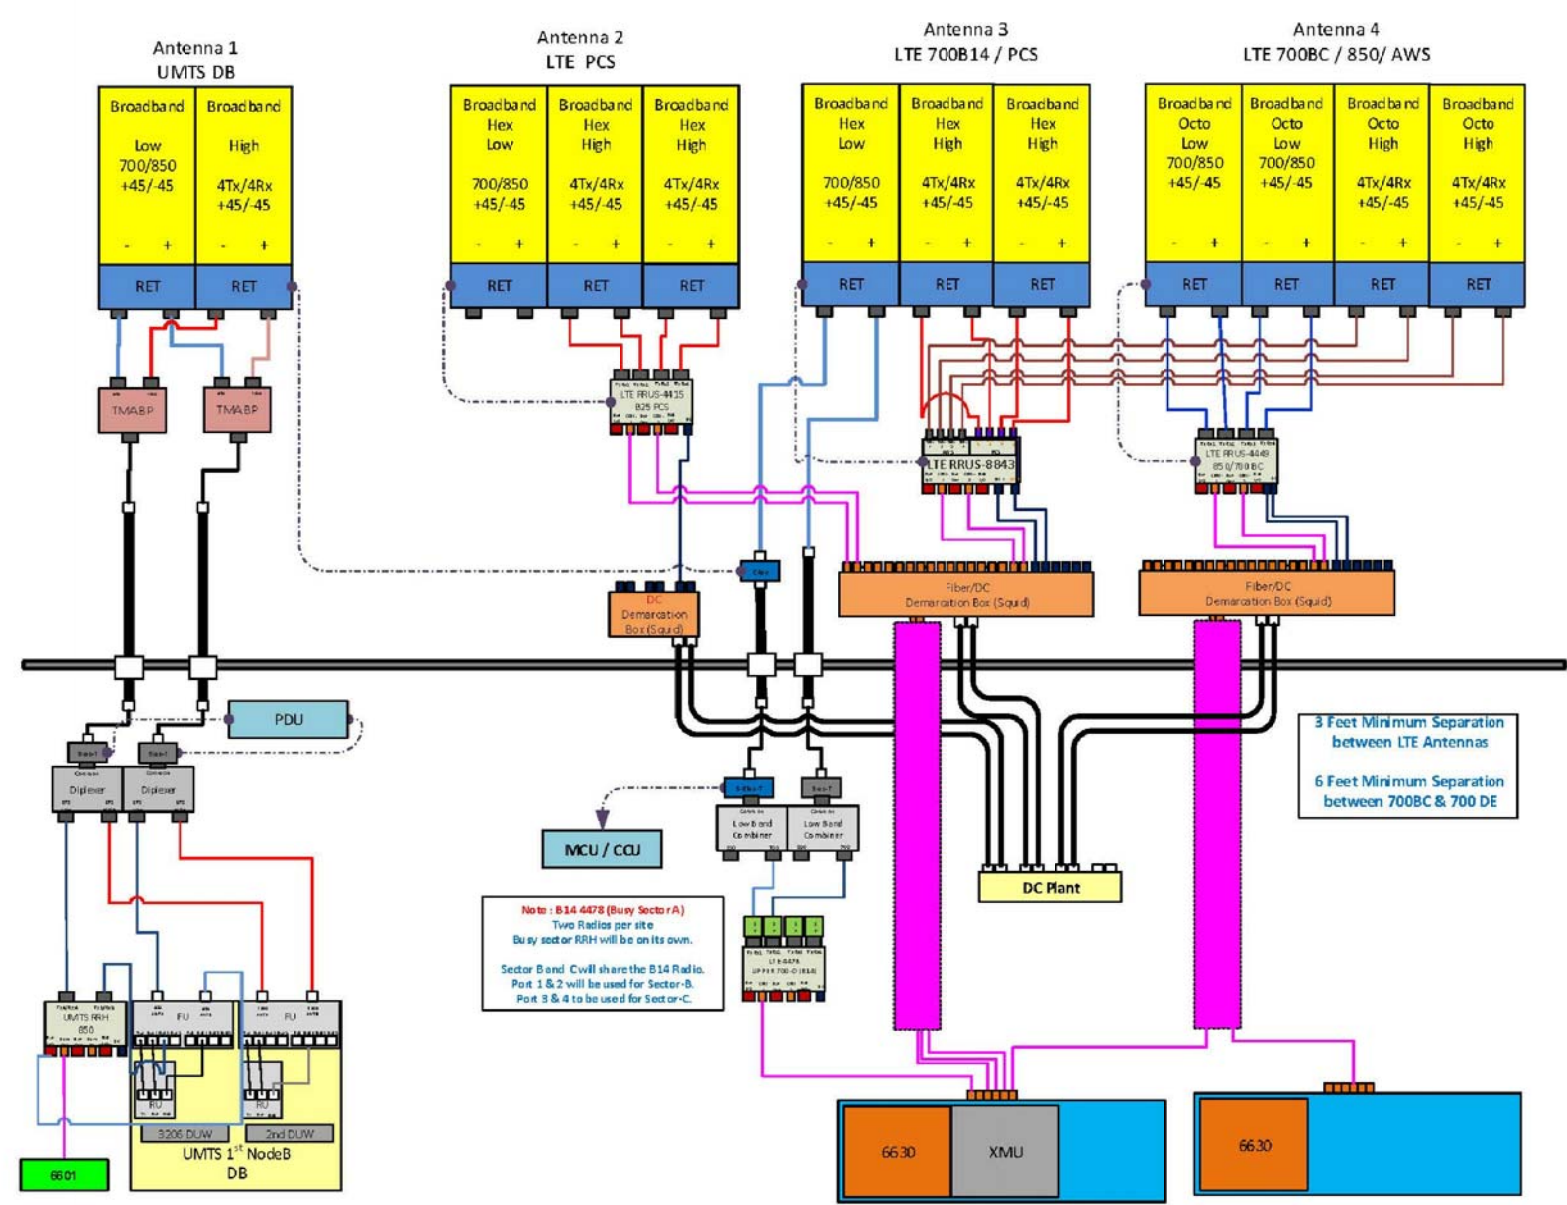 Antenna 1
UMTS DB
Antenna 2
LTE PCS
Antenna 3
LTE 700B14 / PCS
Antenna 4
LTE 700BC / 850/ AWS
Broadband
Low
700/850
+45/-45
- +
RET
Broadband
High
4Tx/4Rx
+45/-45
+
RET
Broadband
Hex
Low
700/850
+45/-45
- +
RET
Broadband
Hex
High
4Tx/4Rx
+45/-45
- +
RET
Broadband
Hex
High
4Tx/4Rx
+45/-45
- +
RET
Broadband
Hex
Low
700/850
+45/-45
- +
RET
Broadband
Hex
High
4Tx/4Rx
+45/-45
- +
RET
Broadband
Hex
High
4Tx/4Rx
+45/-45
- +
RET
Broadband
Octo
Low
700/850
+45/-45
- +
RET
Broadband
Octo
Low
700/850
+45/-45
- +
RET
Broadband
Octo
High
4Tx/4Rx
+45/-45
- +
RET
Broadband
Octo
High
4Tx/4Rx
+45/-45
- +
RET
TMABP
TMABP
LTE RRUS-4415
B25 PCS
LTE RRUS-8843
LTE RRUS-4449
850/700 BC
DC
Demarcation
Box (Squid)
Fiber/DC
Demarcation Box (Squid)
Fiber/DC
Demarcation Box (Squid)
PDU
Bias-T
Bias-T
Common
Diplexer
Common
Diplexer
3 Feet Minimum Separation
between LTE Antennas
6 Feet Minimum Separation
between 700BC & 700 DE
MCU / CCU
Bias-T
Common
Low Band
Combiner
Common
Low Band
Combiner
DC Plant
Note : B14 4478 (Busy Sector A)
Two Radios per site
Busy sector RRH will be on its own.
Sector B and C will share the B14 Radio.
Port 1 & 2 will be used for Sector-B.
Port 3 & 4 to be used for Sector-C.
LTE 4478
UPPER 700-D (B14)
UMTS RRH
850
FU
FU
RU
RU
3206 DUW
2nd DUW
UMTS 1st NodeB
DB
6601
6630
XMU
6630